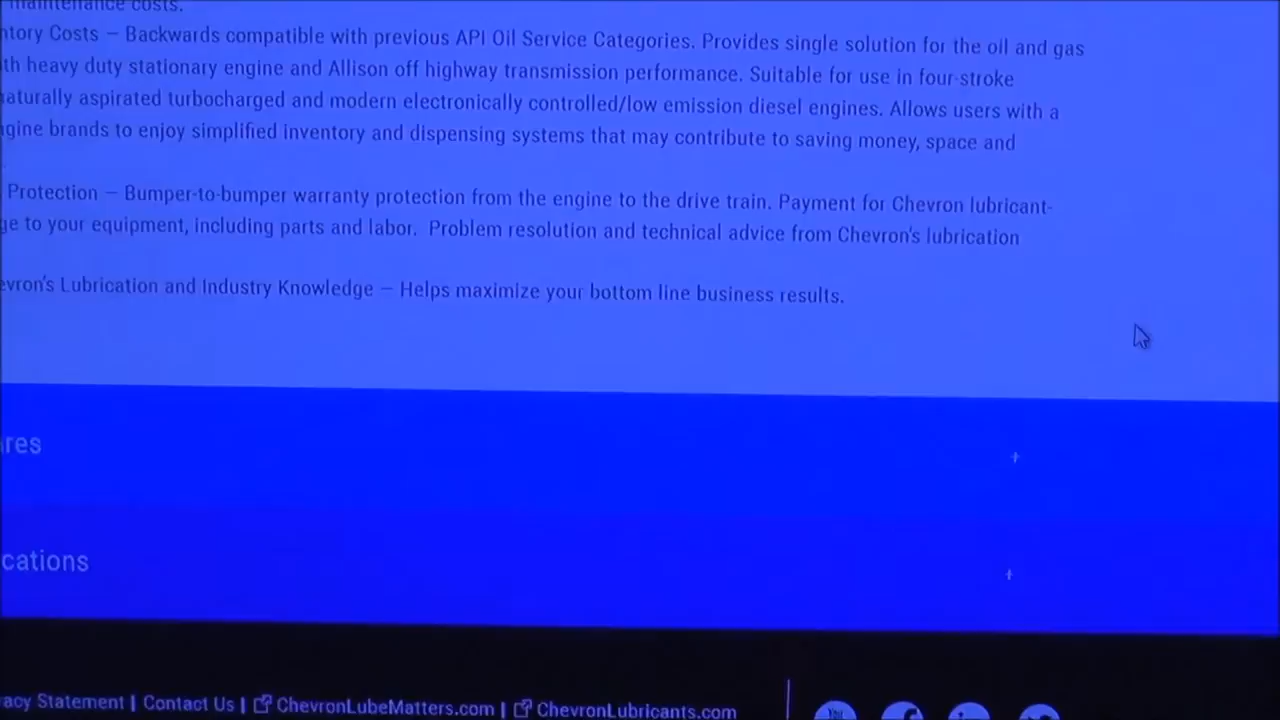 maintenance costs.
ntory Costs – Backwards compatible with previous API Oil Service Categories. Provides single solution for the oil and gas
th heavy duty stationary engine and Allison off highway transmission performance. Suitable for use in four-stroke
naturally aspirated turbocharged and modern electronically controlled/low emission diesel engines. Allows users with a
ngine brands to enjoy simplified inventory and dispensing systems that may contribute to saving money, space and
Protection – Bumper-to-bumper warranty protection from the engine to the drive train. Payment for Chevron lubricant-
ge to your equipment, including parts and labor. Problem resolution and technical advice from Chevron's lubrication
evron's Lubrication and Industry Knowledge – Helps maximize your bottom line business results.
res +
cations +
acy Statement | Contact Us | ChevronLubeMatters.com | ChevronLubricants.com
You